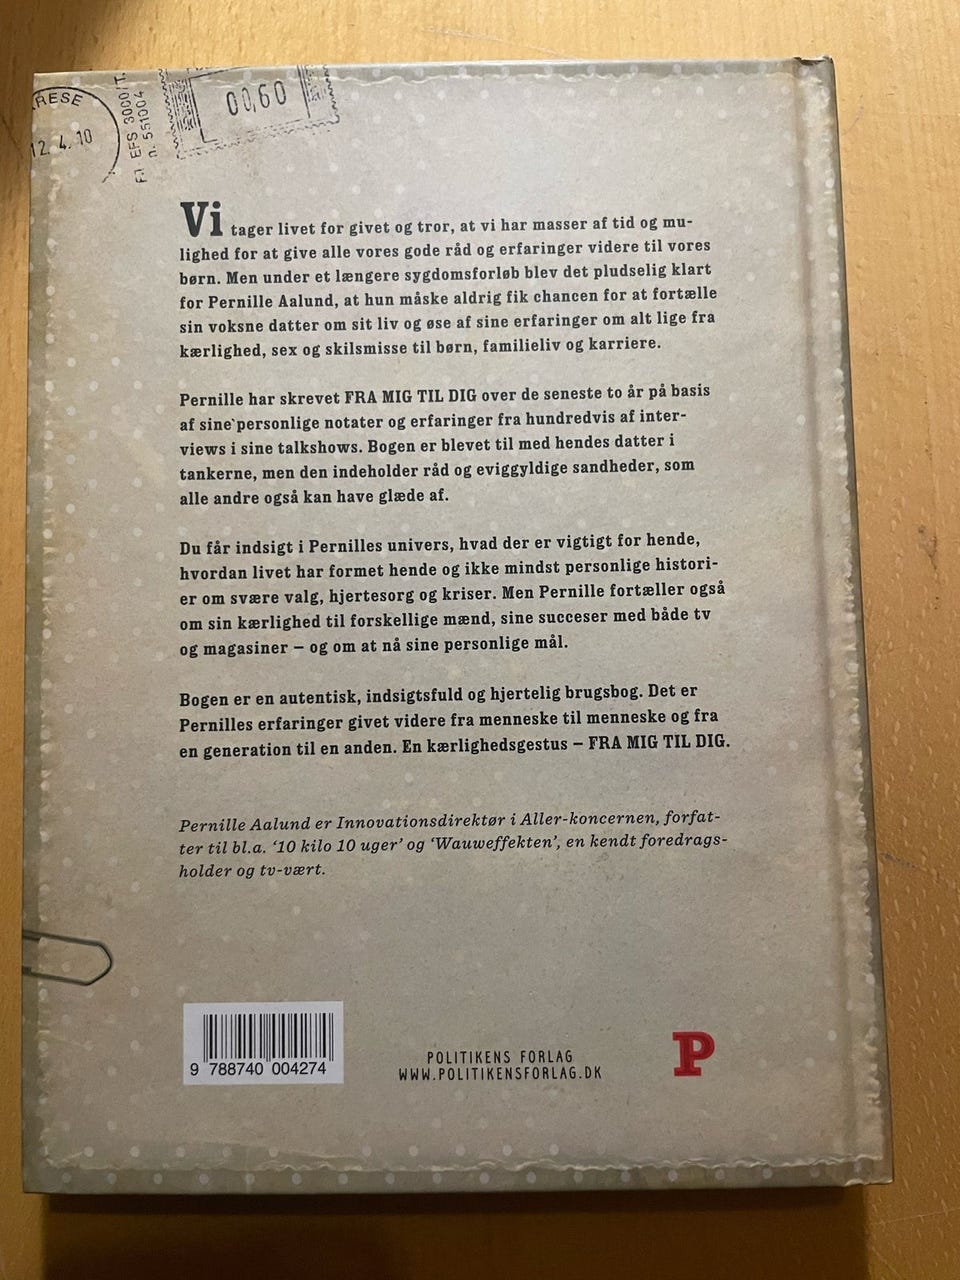 RESE
12.4.10
EFS 3000/T.
n. 551004
00,60
Vi tager livet for givet og tror, at vi har masser af tid og mu-
lighed for at give alle vores gode råd og erfaringer videre til vores
børn. Men under et længere sygdomsforløb blev det pludselig klart
for Pernille Aalund, at hun måske aldrig fik chancen for at fortælle
sin voksne datter om sit liv og øse af sine erfaringer om alt lige fra
kærlighed, sex og skilsmisse til børn, familieliv og karriere.
Pernille har skrevet FRA MIG TIL DIG over de seneste to år på basis
af sine personlige notater og erfaringer fra hundredvis af inter-
views i sine talkshows. Bogen er blevet til med hendes datter i
tankerne, men den indeholder råd og eviggyldige sandheder, som
alle andre også kan have glæde af.
Du får indsigt i Pernilles univers, hvad der er vigtigt for hende,
hvordan livet har formet hende og ikke mindst personlige histori-
er om svære valg, hjertesorg og kriser. Men Pernille fortæller også
om sin kærlighed til forskellige mænd, sine succeser med både tv
og magasiner – og om at nå sine personlige mål.
Bogen er en autentisk, indsigtsfuld og hjertelig brugsbog. Det er
Pernilles erfaringer givet videre fra menneske til menneske og fra
en generation til en anden. En kærlighedsgestus – FRA MIG TIL DIG.
Pernille Aalund er Innovationsdirektør i Aller-koncernen, forfat-
ter til bl.a. ‘10 kilo 10 uger’ og ‘Wauweffekten’, en kendt foredrags-
holder og tv-vært.
9 788740 004274
POLITIKENS FORLAG
WWW.POLITIKENSFORLAG.DK
P